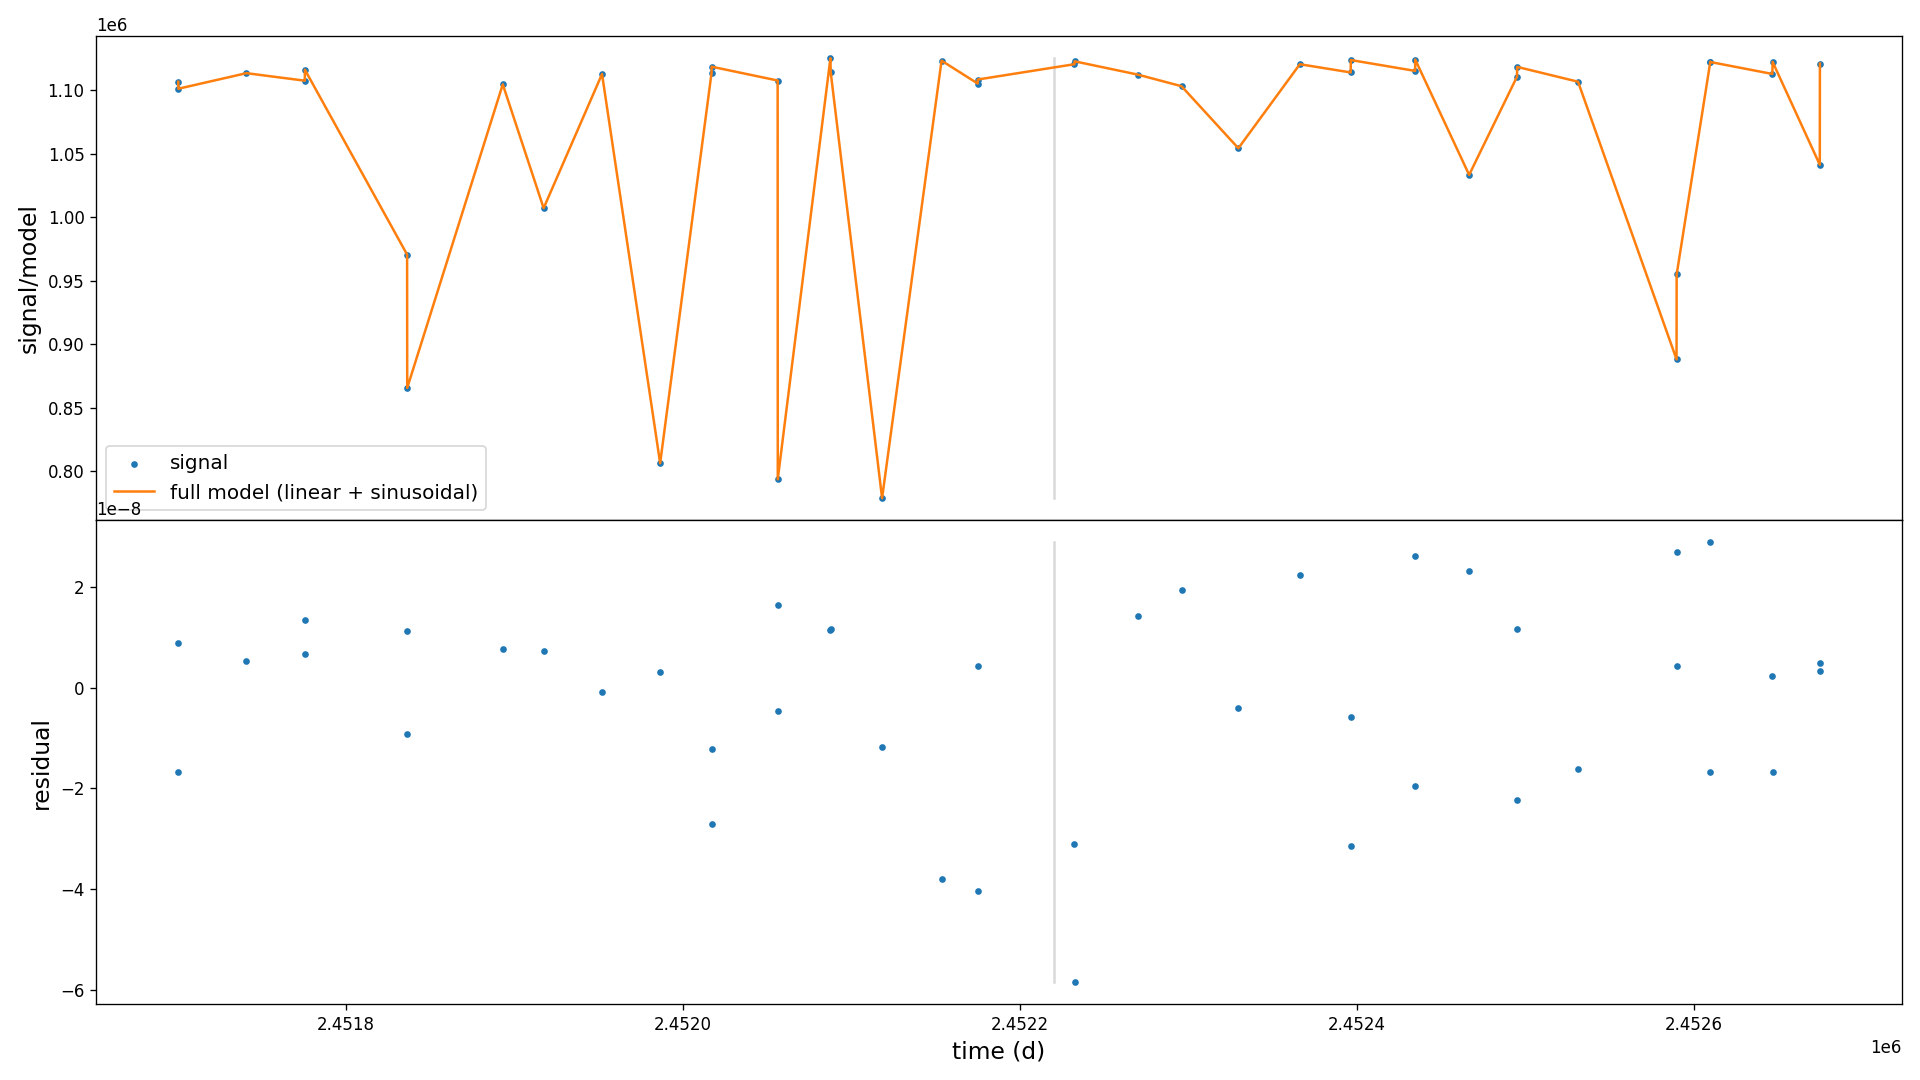 1e6
1.10
1.05
1.00
0.95
0.90
0.85
0.80
signal/model
signal
full model (linear + sinusoidal)
1e−8
2
0
−2
−4
−6
residual
2.4518
2.4520
2.4522
2.4524
2.4526
time (d)
1e6